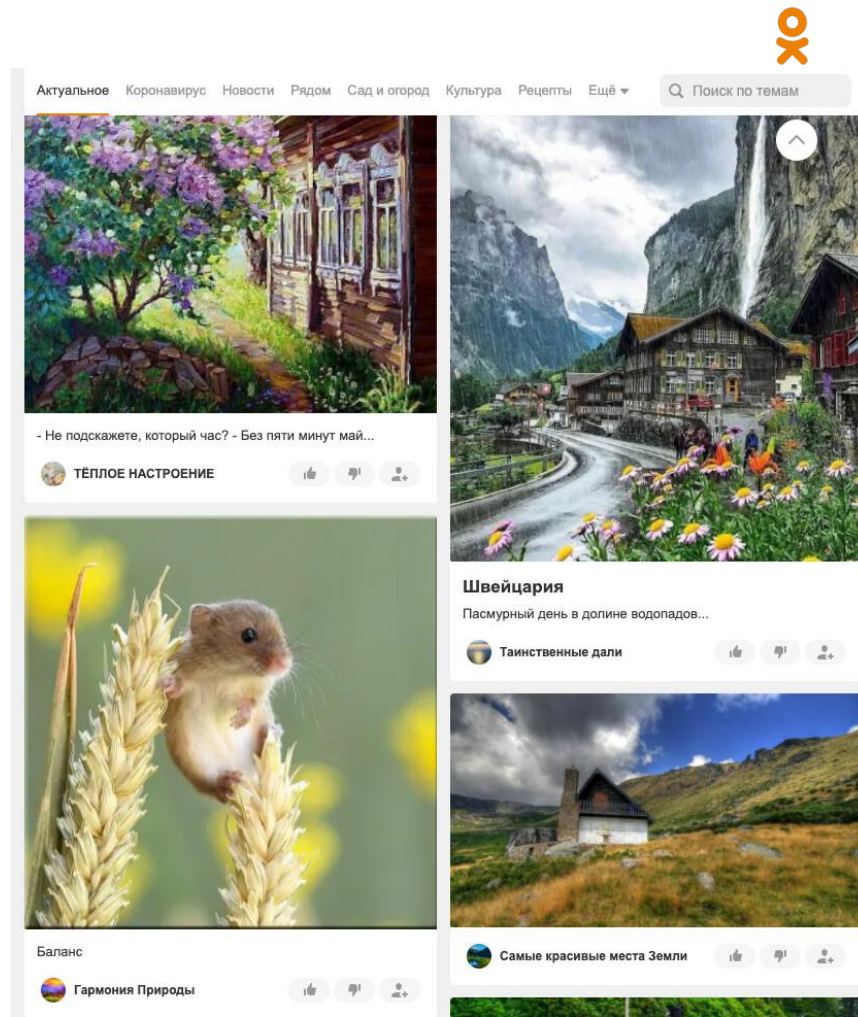 Актуальное Коронавирус Новости Рядом Сад и огород Культура Рецепты Ещё Поиск по темам
- Не подскажете, который час? - Без пяти минут май...
ТЁПЛОЕ НАСТРОЕНИЕ
Баланс
Гармония Природы
Швейцария
Пасмурный день в долине водопадов...
Таинственные дали
Самые красивые места Земли